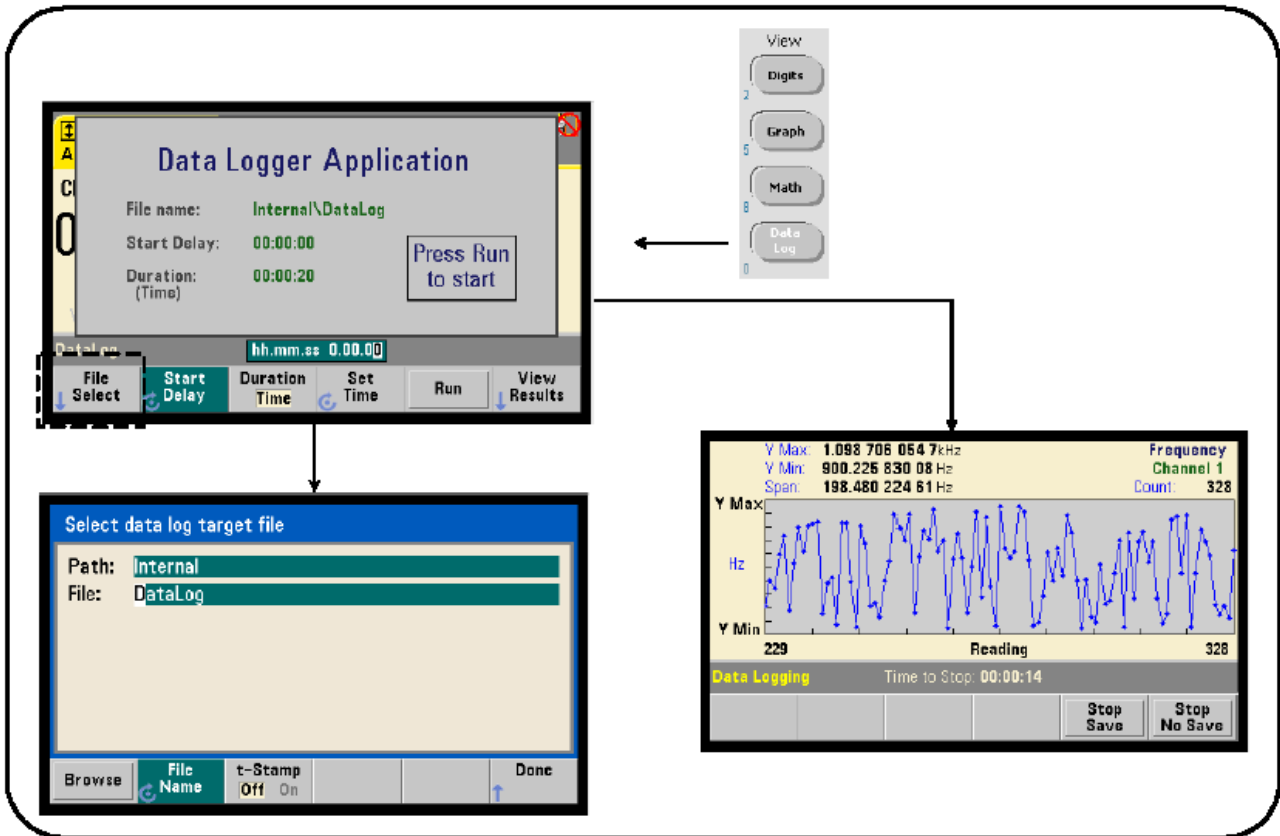 View
Digits
2
Graph
5
Math
8
Data
Log
0
A
Cl
0
Data Logger Application
File name: Internal\DataLog
Start Delay: 00:00:00
Duration: 00:00:20
(Time)
Press Run
to start
DataLog
hh.mm.ss 0.00.00
File
Select
Start
Delay
Duration
Time
Set
Time
Run
View
Results
Select data log target file
Path: Internal
File: DataLog
Browse
File
Name
t-Stamp
Off On
Done
Y Max: 1.098 706 054 7kHz
Y Min: 900.225 830 08 Hz
Span: 198.480 224 61 Hz
Frequency
Channel 1
Count: 328
Y Max
Hz
Y Min
229 Reading 328
Data Logging Time to Stop: 00:00:14
Stop
Save
Stop
No Save